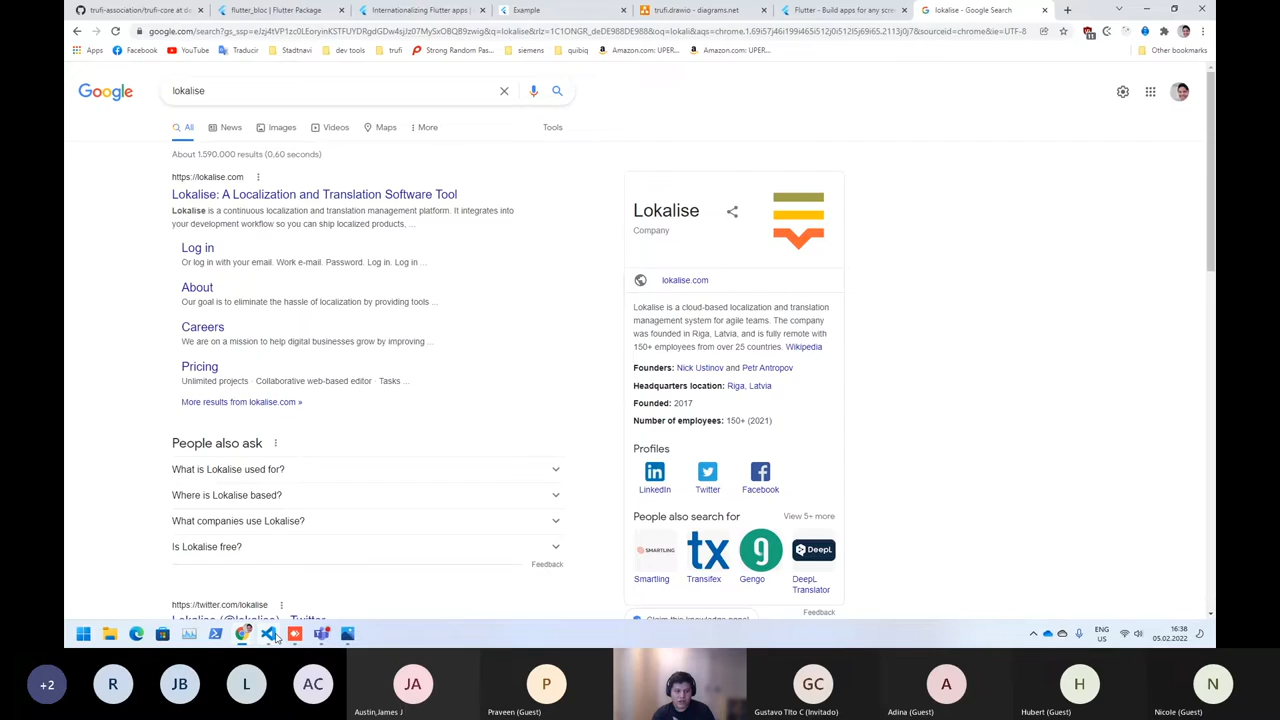 trufi-association/trufi-core at de
flutter_bloc | Flutter Package
Internationalizing Flutter apps |
Example
trufi.drawio - diagrams.net
Flutter - Build apps for any scre
lokalise - Google Search
Apps
Facebook
Traducir
Stadtnavi
dev tools
trufi
Strong Random Pas...
siemens
quibiq
Amazon.com: UPER...
Amazon.com: UPER...
Other bookmarks
Google
lokalise
All
News
Images
Videos
Maps
More
Tools
About 1.590.000 results (0,60 seconds)
https://lokalise.com
Lokalise: A Localization and Translation Software Tool
Lokalise is a continuous localization and translation management platform. It integrates into
your development workflow so you can ship localized products, ...
Log in
Or log in with your email. Work e-mail. Password. Log in. Log in ...
About
Our goal is to eliminate the hassle of localization by providing tools ...
Careers
We are on a mission to help digital businesses grow by improving ...
Pricing
Unlimited projects · Collaborative web-based editor · Tasks ...
More results from lokalise.com »
People also ask
What is Lokalise used for?
Where is Lokalise based?
What companies use Lokalise?
Is Lokalise free?
Feedback
https://twitter.com/lokalise
Lokalise (@lokalise) · Twitter
Lokalise
Company
lokalise.com
Lokalise is a cloud-based localization and translation
management system for agile teams. The company
was founded in Riga, Latvia, and is fully remote with
150+ employees from over 25 countries. Wikipedia
Founders: Nick Ustinov and Petr Antropov
Headquarters location: Riga, Latvia
Founded: 2017
Number of employees: 150+ (2021)
Profiles
LinkedIn
Twitter
Facebook
People also search for
View 5+ more
SMARTLING
tx
g
DeepL
Smartling
Transifex
Gengo
DeepL
Translator
Feedback
Claim this knowledge panel
ENG
US
16:38
05.02.2022
+2
R
JB
L
AC
JA
P
GC
A
H
N
Austin,James J
Praveen (Guest)
Gustavo TIto C (Invitado)
Adina (Guest)
Hubert (Guest)
Nicole (Guest)